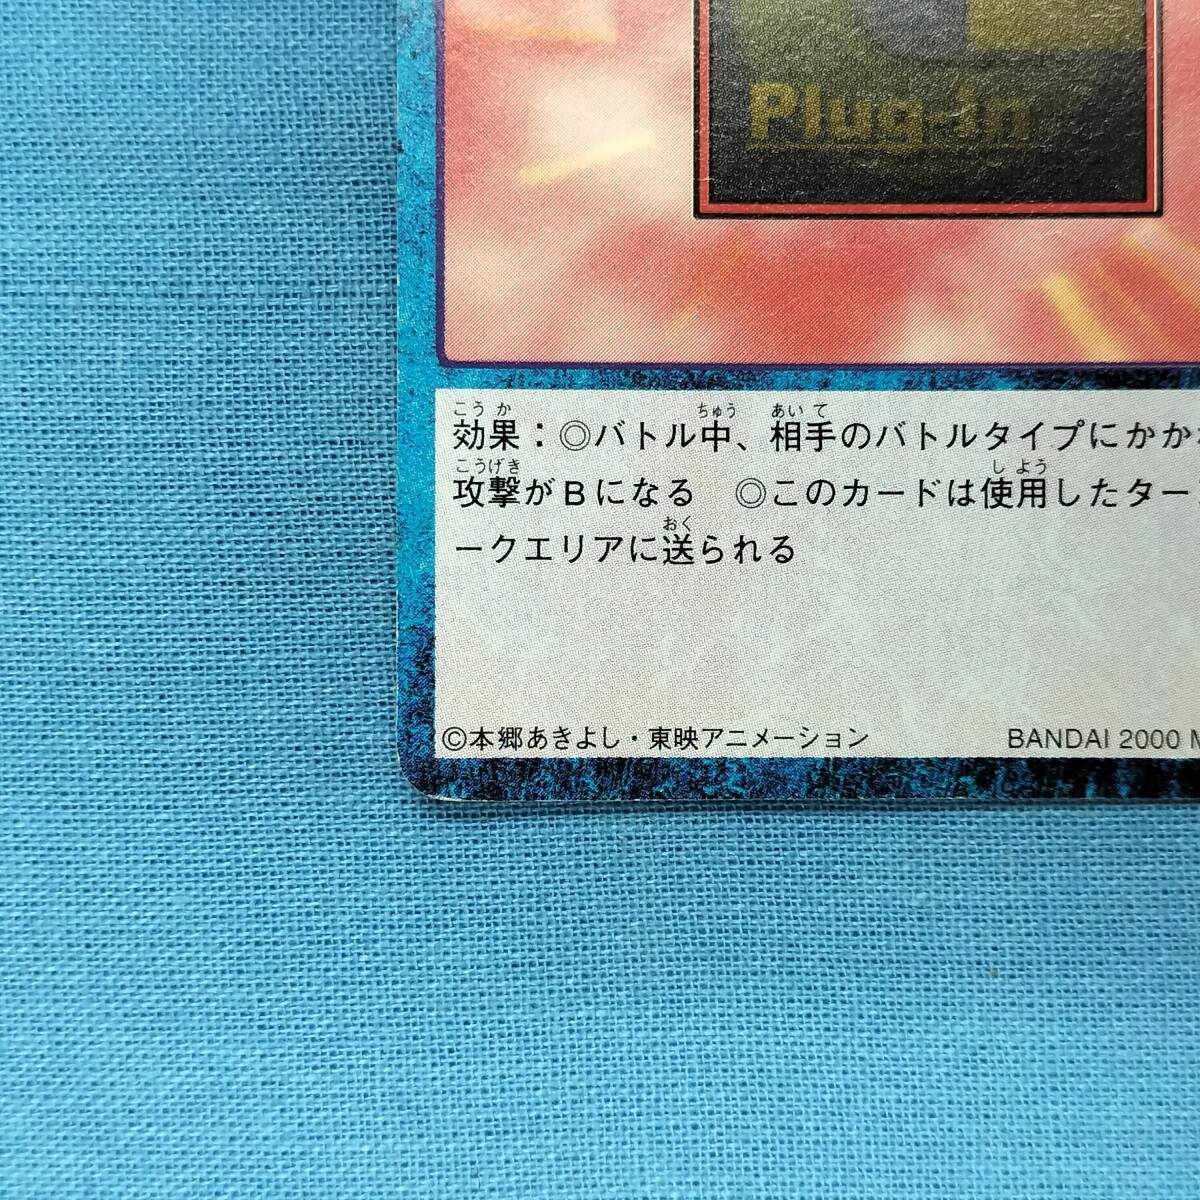 Plug-in
こうか ちゅう あいて
効果：◎バトル中、相手のバトルタイプにかか
こうげき しよう
攻撃がBになる　◎このカードは使用したター
おく
ークエリアに送られる
©本郷あきよし・東映アニメーション BANDAI 2000